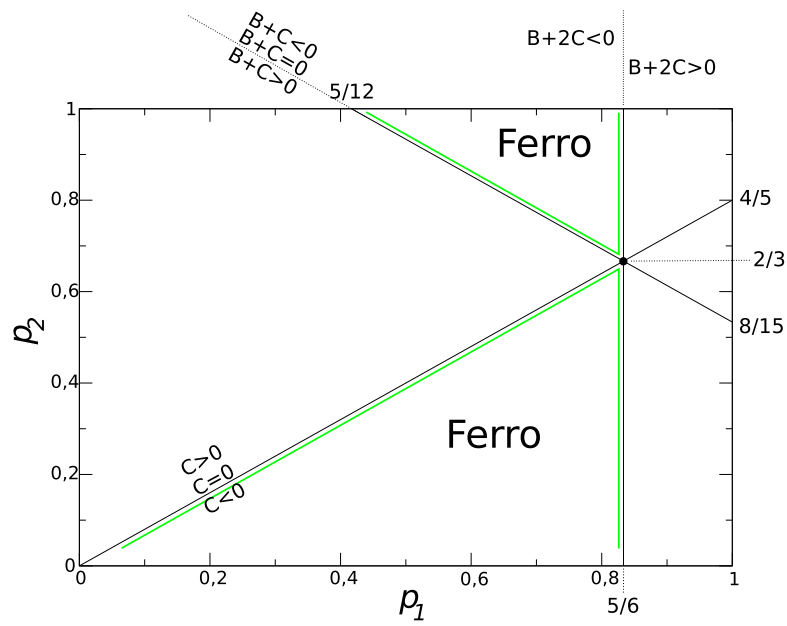 B+C<0
B+C=0
B+C>0
B+2C<0
B+2C>0
5/12
1
Ferro
0,8
4/5
2/3
0,6
8/15
p2
0,4
Ferro
C>0
C=0
C<0
0,2
0
0
0,2
0,4
0,6
0,8
1
p1
5/6